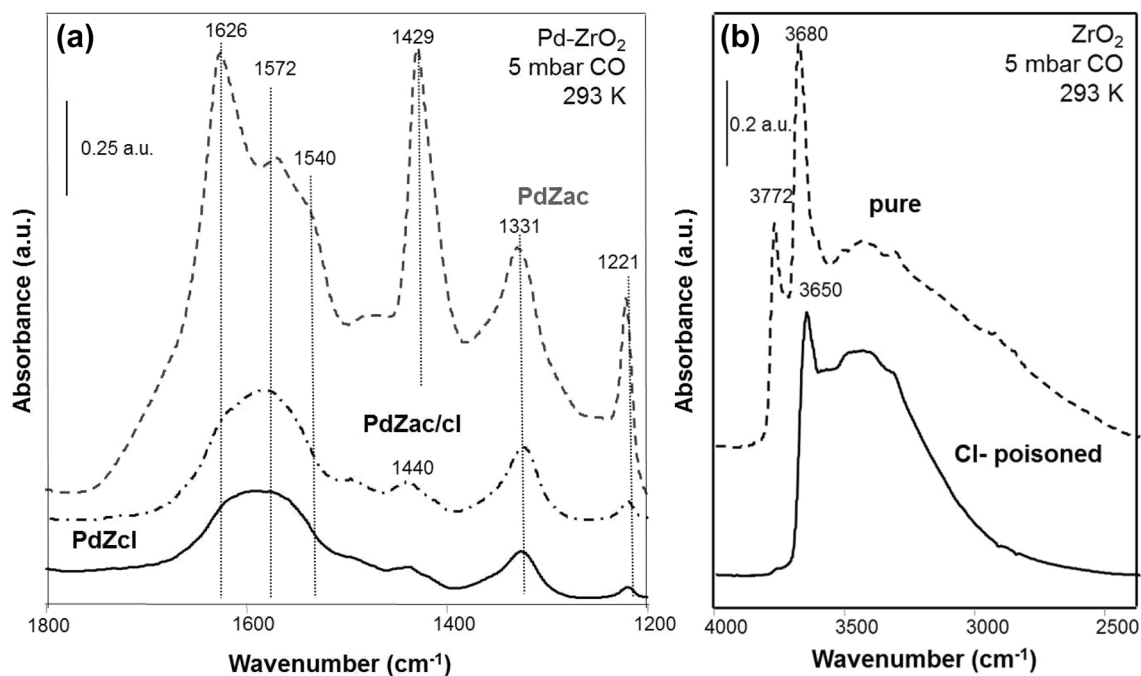 (a)
1626
1572
1540
1429
Pd-ZrO2
5 mbar CO
293 K
0.25 a.u.
PdZac
1331
1221
PdZac/cl
1440
PdZcl
Absorbance (a.u.)
1800
1600
1400
1200
Wavenumber (cm-1)
(b)
3680
ZrO2
5 mbar CO
293 K
0.2 a.u.
3772
pure
3650
Cl- poisoned
Absorbance (a.u.)
4000
3500
3000
2500
Wavenumber (cm-1)